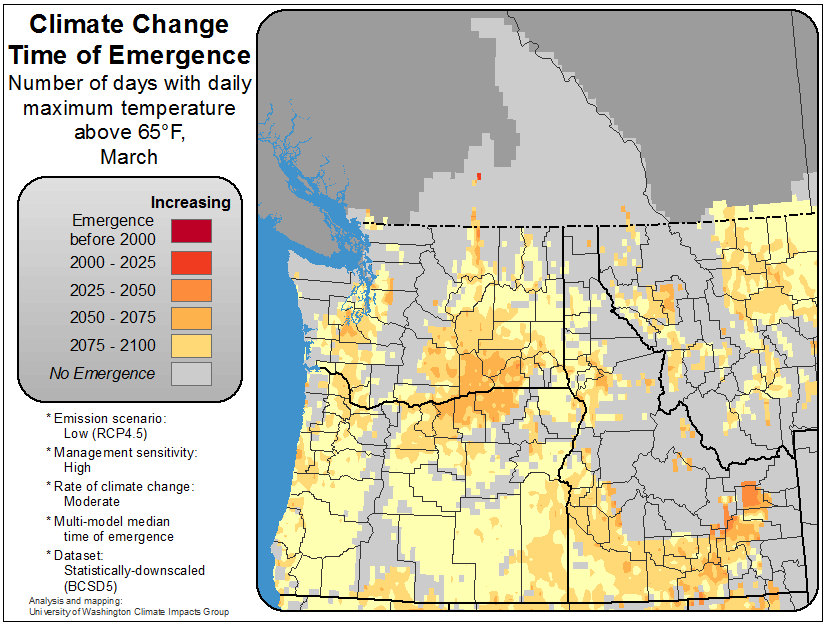 Climate Change
Time of Emergence
Number of days with daily
maximum temperature
above 65°F,
March
Increasing
Emergence
before 2000
2000 - 2025
2025 - 2050
2050 - 2075
2075 - 2100
No Emergence
* Emission scenario:
Low (RCP4.5)
* Management sensitivity:
High
* Rate of climate change:
Moderate
* Multi-model median
time of emergence
* Dataset:
Statistically-downscaled
(BCSD5)
Analysis and mapping:
University of Washington Climate Impacts Group